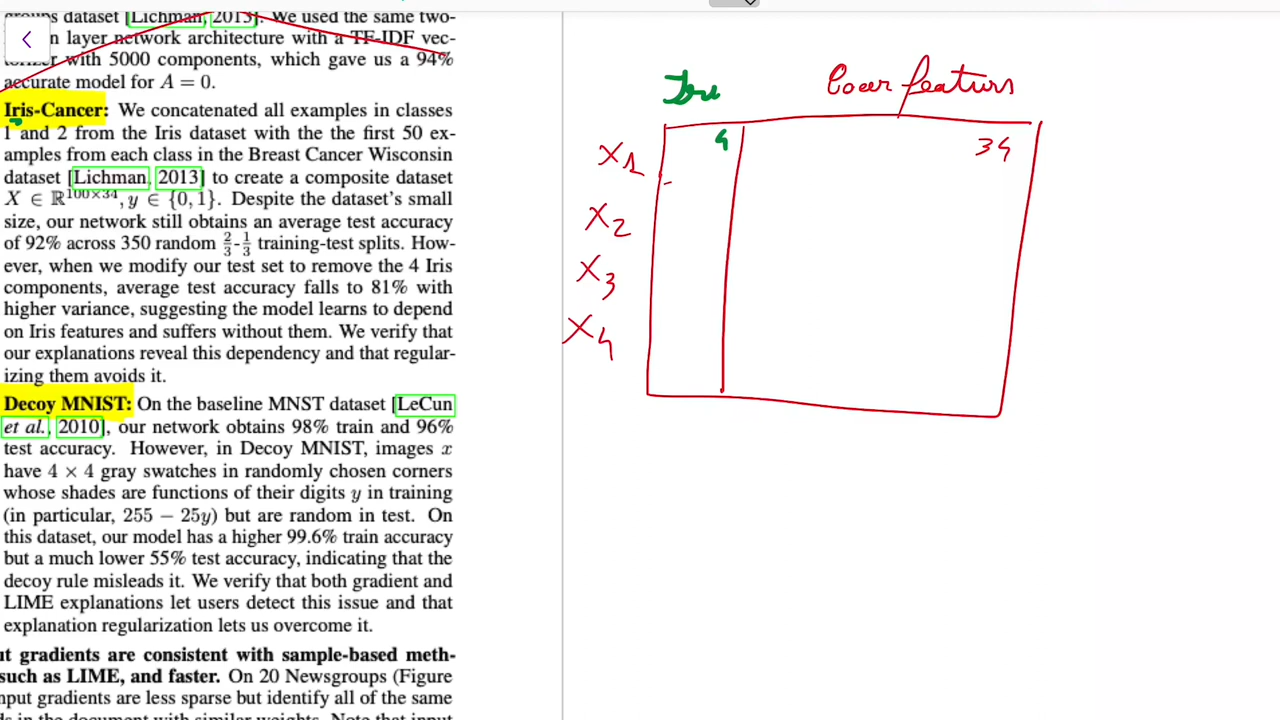 groups dataset [Lichman, 2013]. We used the same two-
n layer network architecture with a TF-IDF vec-
with 5000 components, which gave us a 94%
accurate model for A = 0.
Iris-Cancer: We concatenated all examples in classes
1 and 2 from the Iris dataset with the the first 50 ex-
amples from each class in the Breast Cancer Wisconsin
dataset [Lichman, 2013] to create a composite dataset
X ∈ ℝ^{100×34}, y ∈ {0, 1}. Despite the dataset's small
size, our network still obtains an average test accuracy
of 92% across 350 random 2/3-1/3 training-test splits. How-
ever, when we modify our test set to remove the 4 Iris
components, average test accuracy falls to 81% with
higher variance, suggesting the model learns to depend
on Iris features and suffers without them. We verify that
our explanations reveal this dependency and that regular-
izing them avoids it.
Decoy MNIST: On the baseline MNST dataset [LeCun
et al., 2010], our network obtains 98% train and 96%
test accuracy. However, in Decoy MNIST, images x
have 4 × 4 gray swatches in randomly chosen corners
whose shades are functions of their digits y in training
(in particular, 255 − 25y) but are random in test. On
this dataset, our model has a higher 99.6% train accuracy
but a much lower 55% test accuracy, indicating that the
decoy rule misleads it. We verify that both gradient and
LIME explanations let users detect this issue and that
explanation regularization lets us overcome it.
ut gradients are consistent with sample-based meth-
such as LIME, and faster. On 20 Newsgroups (Figure
nput gradients are less sparse but identify all of the same
ds in the document with similar weights. Note that input
features
4
34
X1
X2
X3
X4